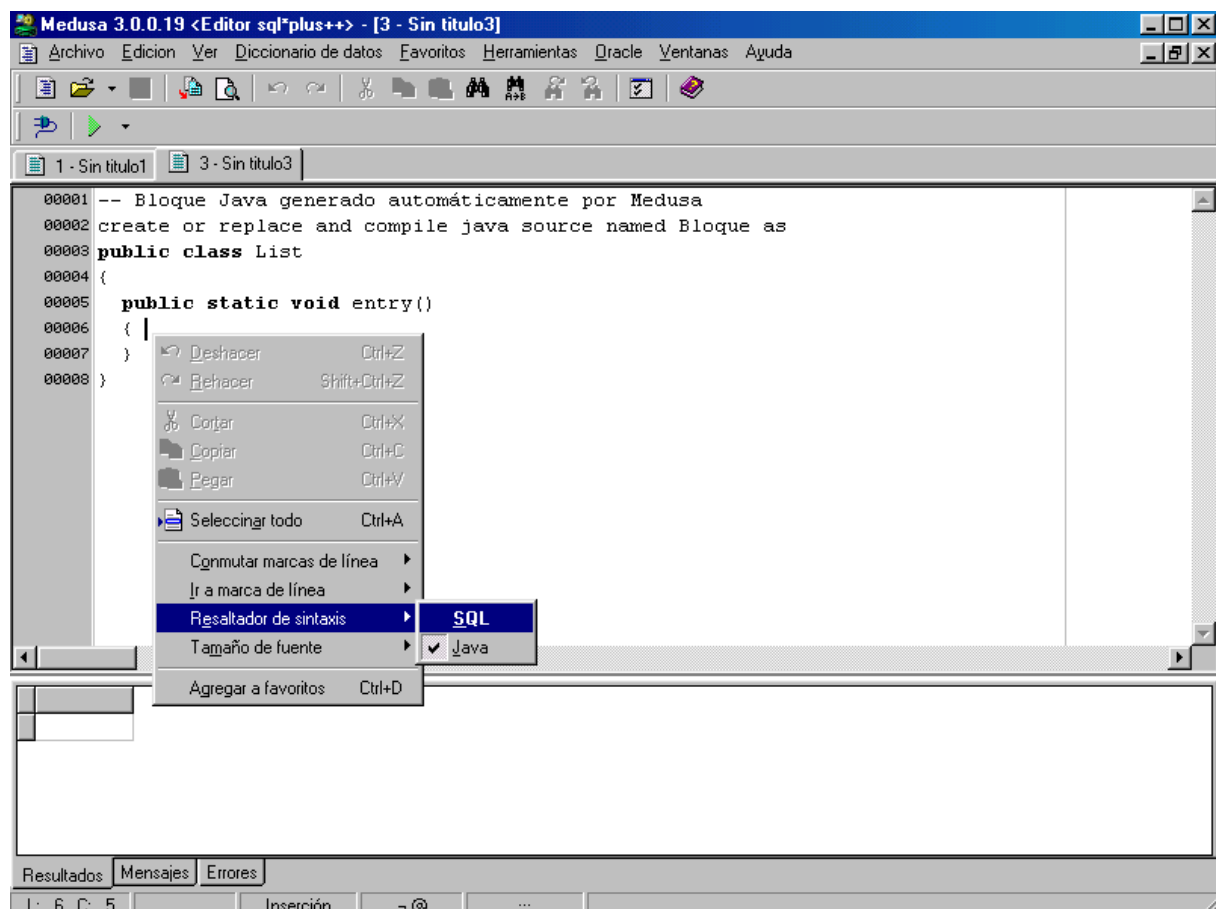 Medusa 3.0.0.19 <Editor sql*plus++> - [3 - Sin titulo3]
Archivo Edicion Ver Diccionario de datos Favoritos Herramientas Oracle Ventanas Ayuda
1 - Sin titulo1 3 - Sin titulo3
00001 -- Bloque Java generado automáticamente por Medusa
00002 create or replace and compile java source named Bloque as
00003 public class List
00004 {
00005 public static void entry()
00006 {
00007 }
00008 }
Deshacer Ctrl+Z
Rehacer Shift+Ctrl+Z
Cortar Ctrl+X
Copiar Ctrl+C
Pegar Ctrl+V
Seleccinar todo Ctrl+A
Conmutar marcas de línea
Ir a marca de línea
Resaltador de sintaxis SQL
Tamaño de fuente Java
Agregar a favoritos Ctrl+D
Resultados Mensajes Errores
L: 6 C: 5 Inserción ¬@ ...